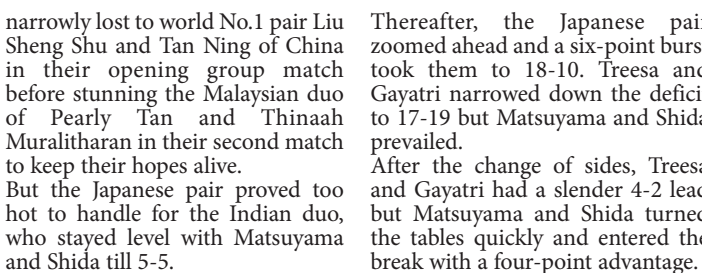 narrowly lost to world No.1 pair Liu
Sheng Shu and Tan Ning of China
in their opening group match
before stunning the Malaysian duo
of Pearly Tan and Thinaah
Muralitharan in their second match
to keep their hopes alive.
But the Japanese pair proved too
hot to handle for the Indian duo,
who stayed level with Matsuyama
and Shida till 5-5.
Thereafter, the Japanese pair
zoomed ahead and a six-point burst
took them to 18-10. Treesa and
Gayatri narrowed down the deficit
to 17-19 but Matsuyama and Shida
prevailed.
After the change of sides, Treesa
and Gayatri had a slender 4-2 lead
but Matsuyama and Shida turned
the tables quickly and entered the
break with a four-point advantage.